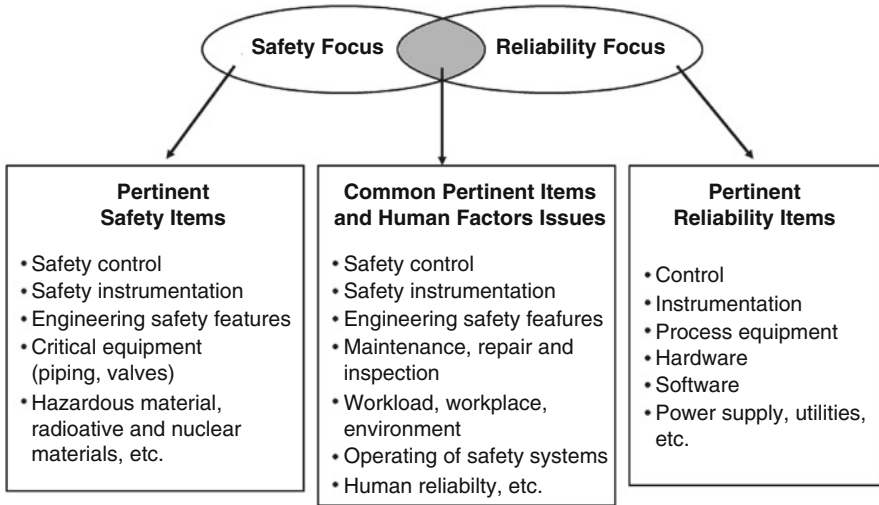 Safety Focus
Reliability Focus
Pertinent
Safety Items
• Safety control
• Safety instrumentation
• Engineering safety features
• Critical equipment
(piping, valves)
• Hazardous material,
radioative and nuclear
materials, etc.
Common Pertinent Items
and Human Factors Issues
• Safety control
• Safety instrumentation
• Engineering safety feafures
• Maintenance, repair and
inspection
• Workload, workplace,
environment
• Operating of safety systems
• Human reliabilty, etc.
Pertinent
Reliability Items
• Control
• Instrumentation
• Process equipment
• Hardware
• Software
• Power supply, utilities,
etc.